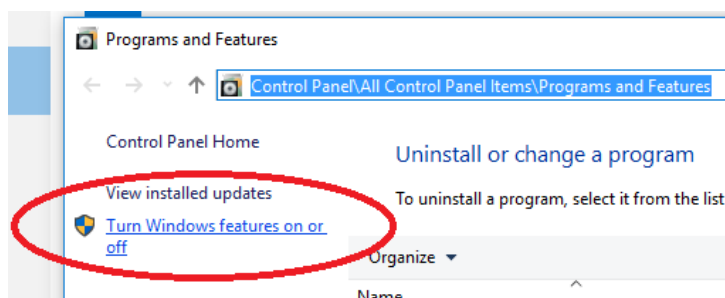 Programs and Features
Control Panel\All Control Panel Items\Programs and Features
Control Panel Home
Uninstall or change a program
View installed updates
To uninstall a program, select it from the list
Turn Windows features on or
off
Organize
Name